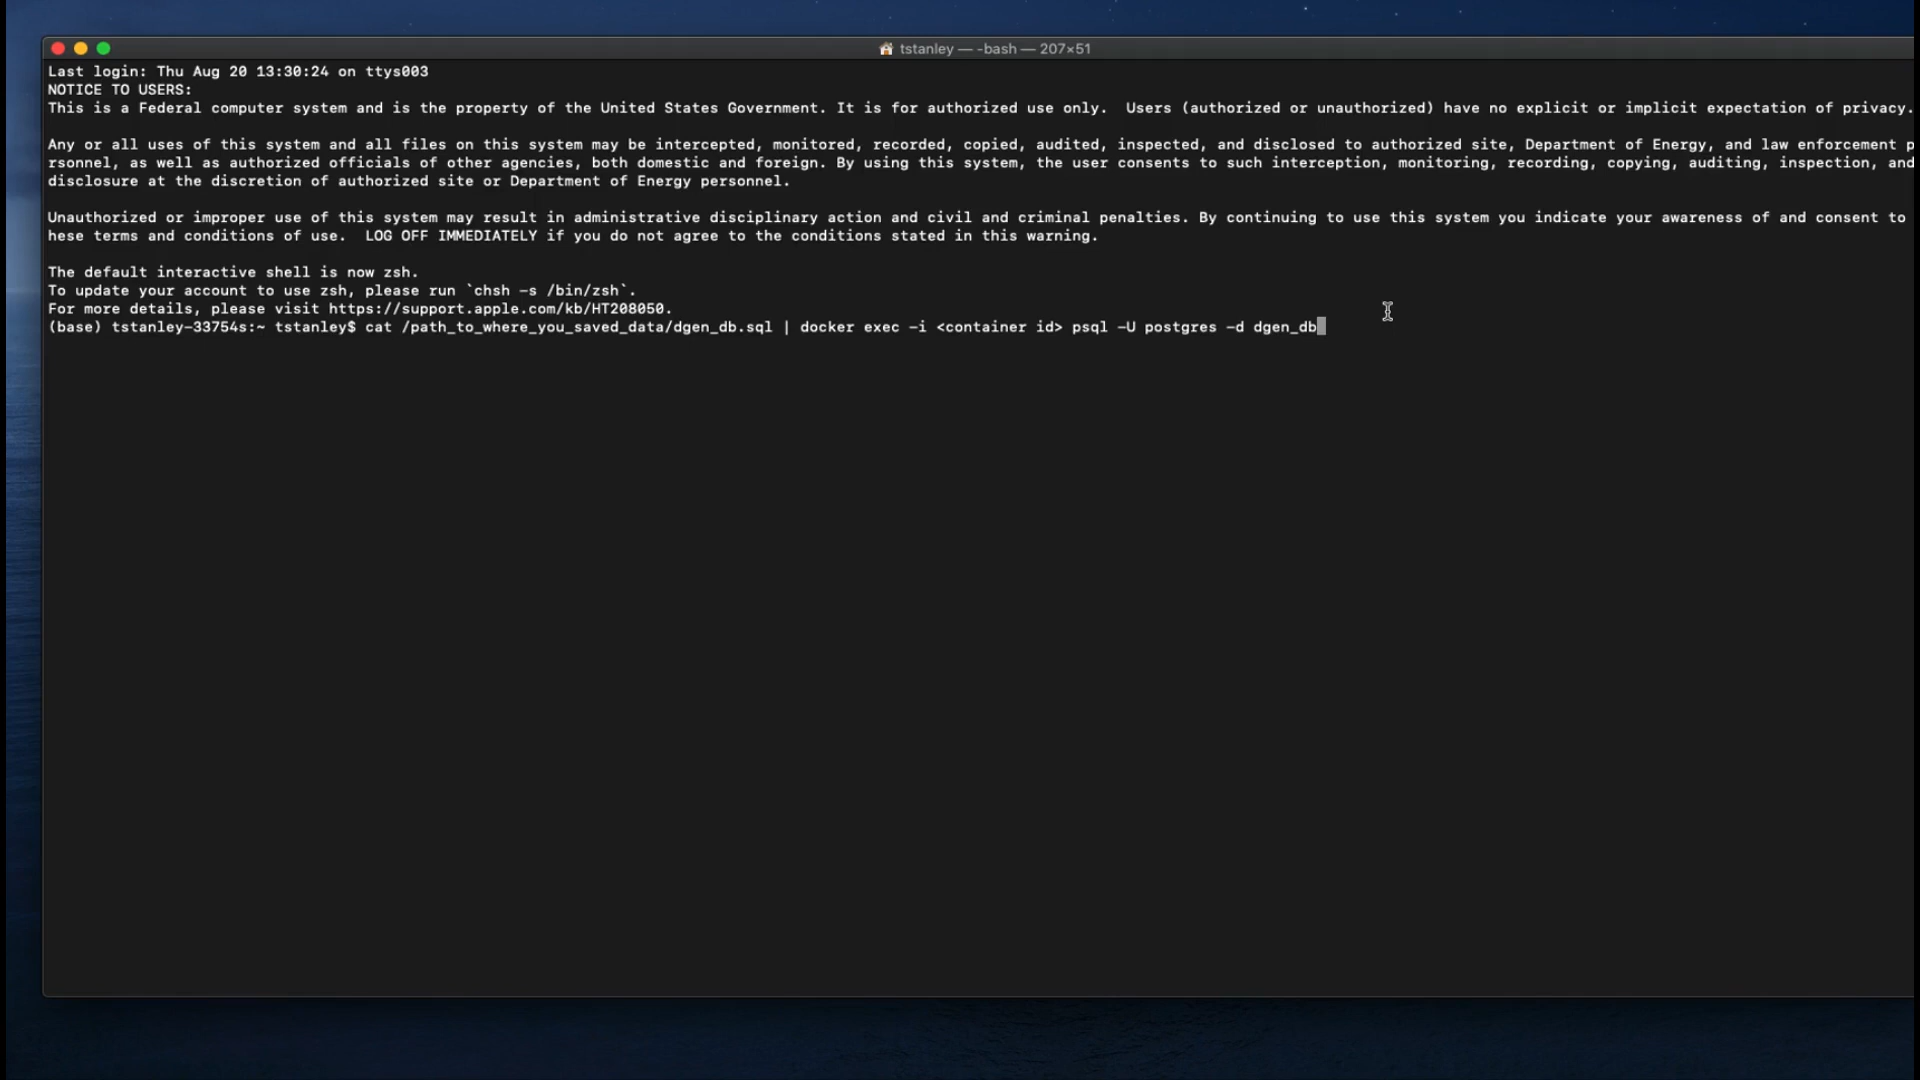 tstanley — -bash — 207×51
Last login: Thu Aug 20 13:30:24 on ttys003
NOTICE TO USERS:
This is a Federal computer system and is the property of the United States Government. It is for authorized use only.  Users (authorized or unauthorized) have no explicit or implicit expectation of privacy.
Any or all uses of this system and all files on this system may be intercepted, monitored, recorded, copied, audited, inspected, and disclosed to authorized site, Department of Energy, and law enforcement p
rsonnel, as well as authorized officials of other agencies, both domestic and foreign. By using this system, the user consents to such interception, monitoring, recording, copying, auditing, inspection, and
disclosure at the discretion of authorized site or Department of Energy personnel.
Unauthorized or improper use of this system may result in administrative disciplinary action and civil and criminal penalties. By continuing to use this system you indicate your awareness of and consent to
hese terms and conditions of use.  LOG OFF IMMEDIATELY if you do not agree to the conditions stated in this warning.
The default interactive shell is now zsh.
To update your account to use zsh, please run `chsh -s /bin/zsh`.
For more details, please visit https://support.apple.com/kb/HT208050.
(base) tstanley-33754s:~ tstanley$ cat /path_to_where_you_saved_data/dgen_db.sql | docker exec -i <container id> psql -U postgres -d dgen_db